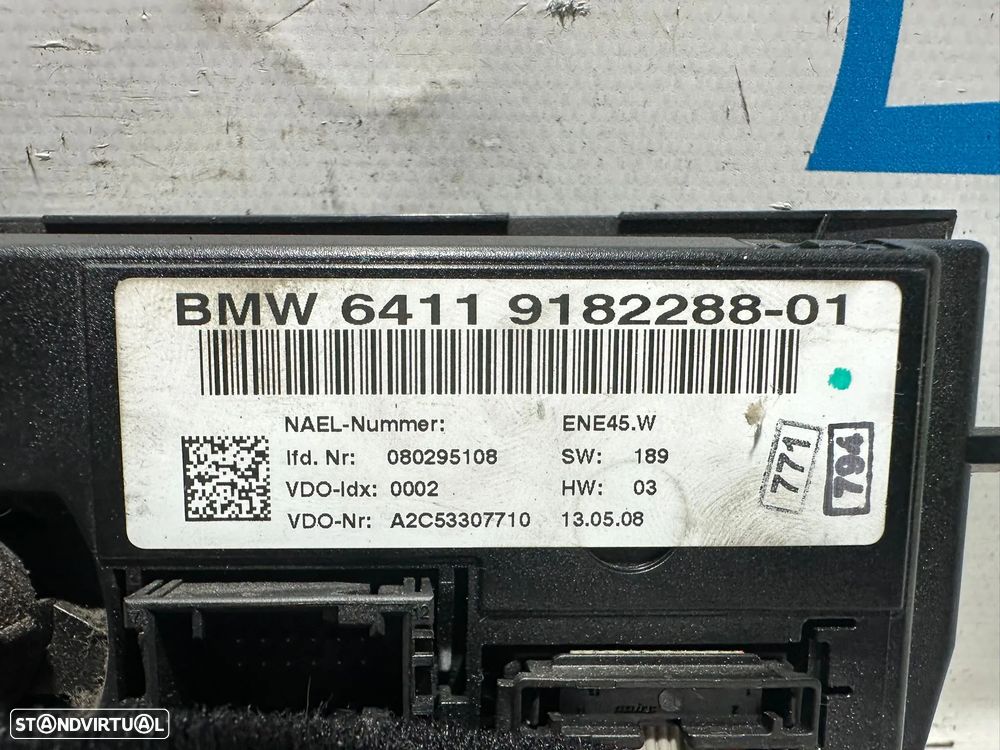 BMW 6411 9182288-01
NAEL-Nummer: ENE45.W
lfd. Nr: 080295108 SW: 189
VDO-Idx: 0002 HW: 03
VDO-Nr: A2C53307710 13.05.08
771
794
12
STANDVIRTUAL